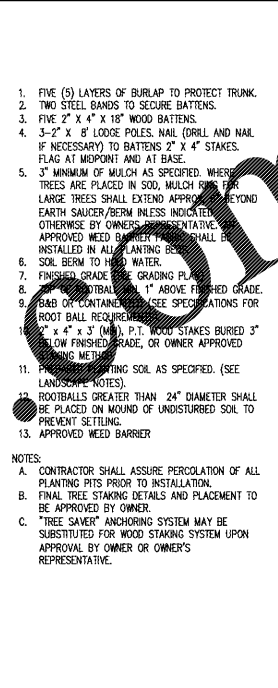 1. FIVE (5) LAYERS OF BURLAP TO PROTECT TRUNK.
2. TWO STEEL BANDS TO SECURE BATTENS.
3. FIVE 2" X 4" X 18" WOOD BATTENS.
4. 3-2" X 8' LODGE POLES. NAIL (DRILL AND NAIL
IF NECESSARY) TO BATTENS 2" X 4" STAKES.
FLAG AT MIDPOINT AND AT BASE.
5. 3" MINIMUM OF MULCH AS SPECIFIED. WHERE
TREES ARE PLACED IN SOD, MULCH RING FOR
LARGE TREES SHALL EXTEND APPROX. BEYOND
EARTH SAUCER/BERM INLESS INDICATED
OTHERWISE BY OWNERS REPRESENTATIVE.
APPROVED WEED BARRIER FABRIC SHALL BE
INSTALLED IN ALL PLANTING BEDS.
6. SOIL BERM TO HOLD WATER.
7. FINISHED GRADE (SEE GRADING PLAN)
8. TOP OF ROOTBALL MIN. 1" ABOVE FINISHED GRADE.
9. B&B OR CONTAINERIZED (SEE SPECIFICATIONS FOR
ROOT BALL REQUIREMENTS).
10. 2" x 4" x 3' (MIN), P.T. WOOD STAKES BURIED 3"
BELOW FINISHED GRADE, OR OWNER APPROVED
STAKING METHOD.
11. PREPARED PLANTING SOIL AS SPECIFIED. (SEE
LANDSCAPE NOTES).
12. ROOTBALLS GREATER THAN 24" DIAMETER SHALL
BE PLACED ON MOUND OF UNDISTURBED SOIL TO
PREVENT SETTLING.
13. APPROVED WEED BARRIER
NOTES:
A. CONTRACTOR SHALL ASSURE PERCOLATION OF ALL
PLANTING PITS PRIOR TO INSTALLATION.
B. FINAL TREE STAKING DETAILS AND PLACEMENT TO
BE APPROVED BY OWNER.
C. "TREE SAVER" ANCHORING SYSTEM MAY BE
SUBSTITUTED FOR WOOD STAKING SYSTEM UPON
APPROVAL BY OWNER OR OWNER'S
REPRESENTATIVE.
.com